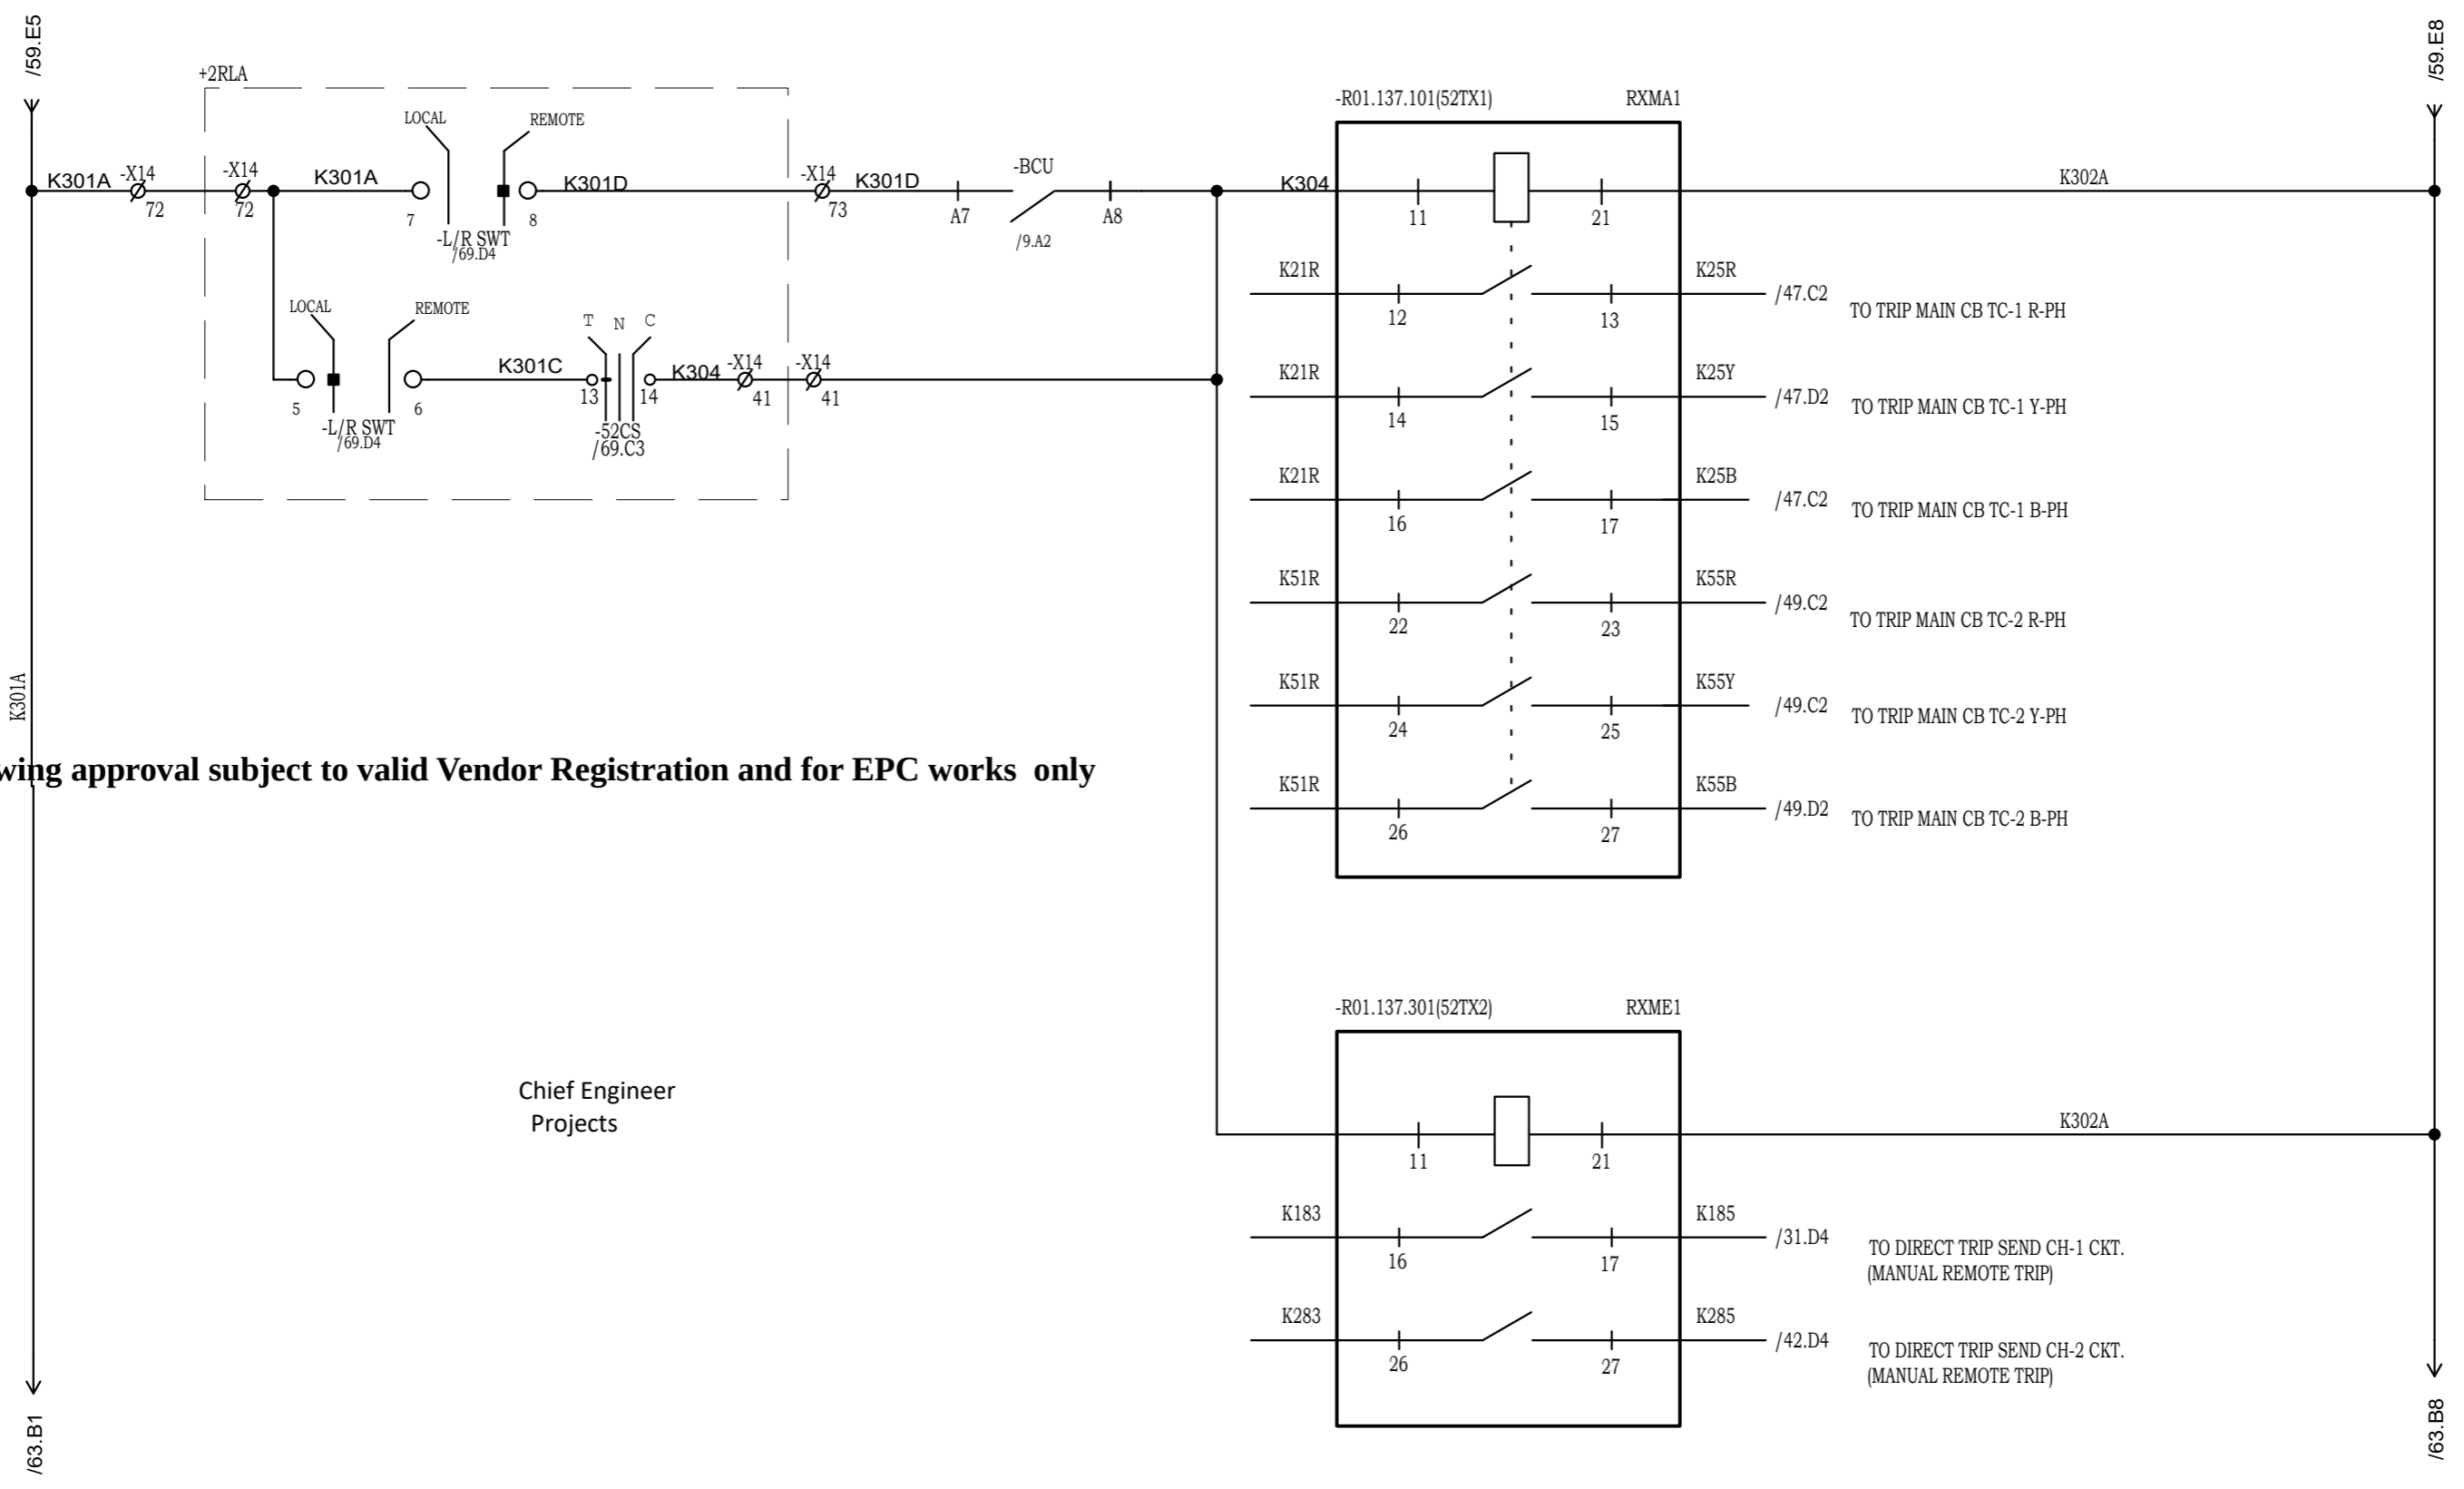 /59.E5
/59.E8
+2RLA
LOCAL
REMOTE
K301A
-X14
72
-X14
72
K301A
7
-L/R SWT
/69.D4
8
K301D
-X14
73
K301D
A7
-BCU
/9.A2
A8
LOCAL
REMOTE
5
-L/R SWT
/69.D4
6
K301C
T N C
13
14
-52CS
/69.C3
K304
-X14
41
-X14
41
-R01.137.101(52TX1)
RXMA1
K304
11
21
K302A
K21R
12
13
K25R
/47.C2
TO TRIP MAIN CB TC-1 R-PH
K21R
14
15
K25Y
/47.D2
TO TRIP MAIN CB TC-1 Y-PH
K21R
16
17
K25B
/47.C2
TO TRIP MAIN CB TC-1 B-PH
K51R
22
23
K55R
/49.C2
TO TRIP MAIN CB TC-2 R-PH
K51R
24
25
K55Y
/49.C2
TO TRIP MAIN CB TC-2 Y-PH
K51R
26
27
K55B
/49.D2
TO TRIP MAIN CB TC-2 B-PH
K301A
wing approval subject to valid Vendor Registration and for EPC works only
Chief Engineer
Projects
-R01.137.301(52TX2)
RXME1
11
21
K302A
K183
16
17
K185
/31.D4
TO DIRECT TRIP SEND CH-1 CKT.
(MANUAL REMOTE TRIP)
K283
26
27
K285
/42.D4
TO DIRECT TRIP SEND CH-2 CKT.
(MANUAL REMOTE TRIP)
/63.B1
/63.B8